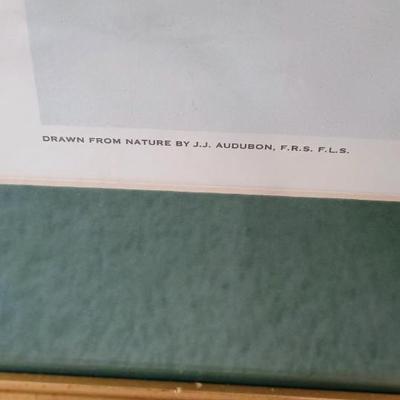 DRAWN FROM NATURE BY J.J. AUDUBON, F.R.S. F.L.S.